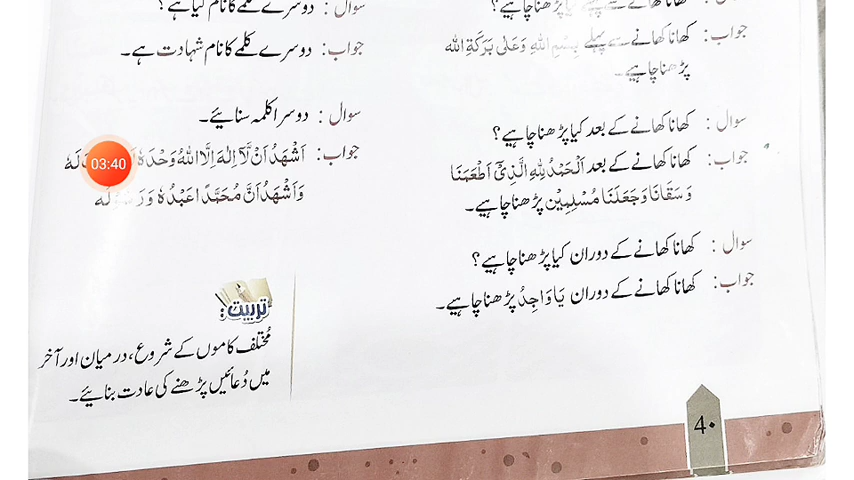 کھانا کھانے سے پہلے کیا پڑھنا چاہیے؟
جواب: کھانا کھانے سے پہلے بِسْمِ اللهِ وَعَلٰی بَرَکَةِ الله
پڑھنا چاہیے۔
سوال: کھانا کھانے کے بعد کیا پڑھنا چاہیے؟
جواب: کھانا کھانے کے بعد اَلْحَمْدُ لِلّٰهِ الَّذِیْٓ اَطْعَمَنَا
وَسَقَانَا وَجَعَلَنَا مُسْلِمِیْن پڑھنا چاہیے۔
سوال: کھانا کھانے کے دوران کیا پڑھنا چاہیے؟
جواب: کھانا کھانے کے دوران یَا وَاجِدُ پڑھنا چاہیے۔
سوال: دوسرے کلمے کا نام کیا ہے؟
جواب: دوسرے کلمے کا نام شہادت ہے۔
سوال: دوسرا کلمہ سنائیے۔
جواب: اَشْهَدُ اَنْ لَّآ اِلٰهَ اِلَّا اللهُ وَحْدَهٗ لَهٗ
وَاَشْهَدُ اَنَّ مُحَمَّدًا عَبْدُهٗ وَرَسُوْلُهٗ
03:40
تربیت:
مُختلف کاموں کے شروع، درمیان اور آخر
میں دُعائیں پڑھنے کی عادت بنائیے۔
۴۰